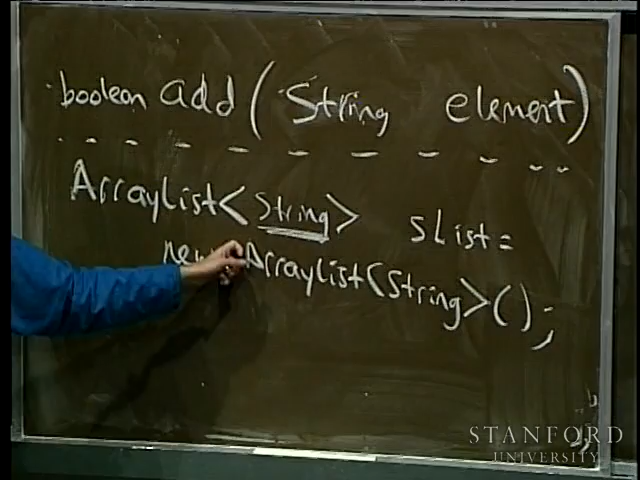 boolean add(String element)
ArrayList<String> sList=
new ArrayList<String>();
STANFORD
UNIVERSITY